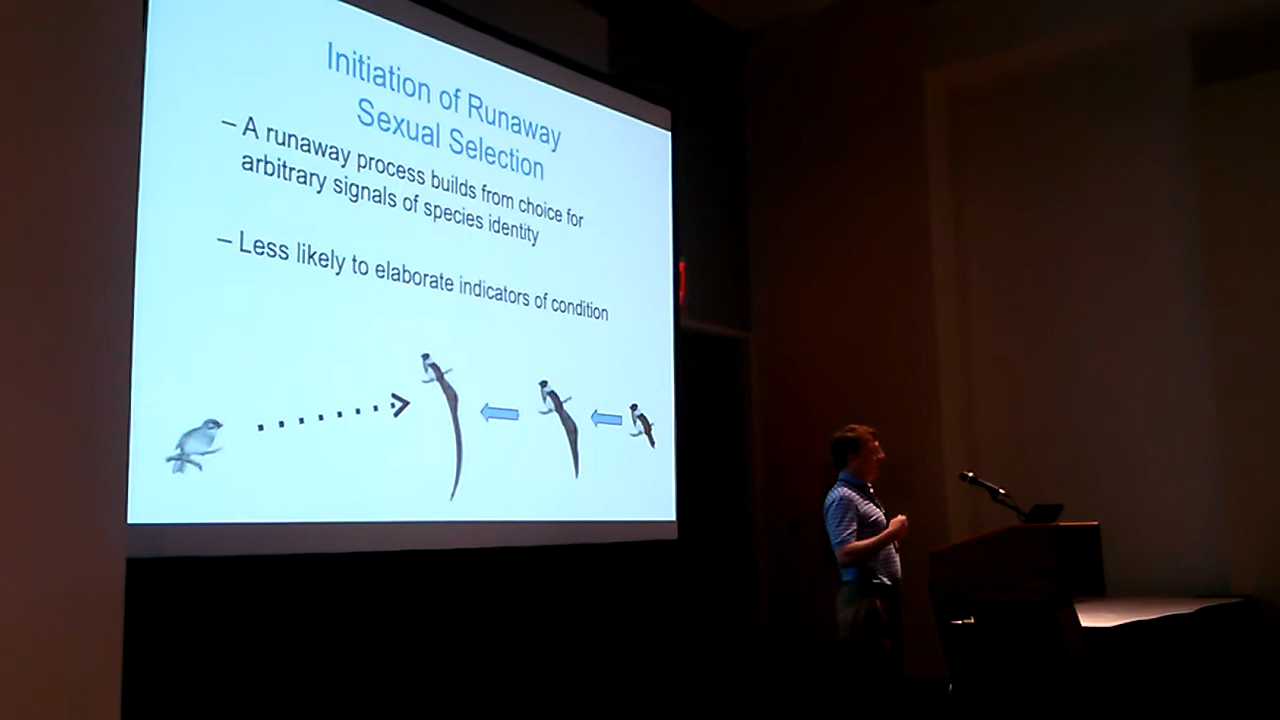 Initiation of Runaway
Sexual Selection
– A runaway process builds from choice for
arbitrary signals of species identity
– Less likely to elaborate indicators of condition